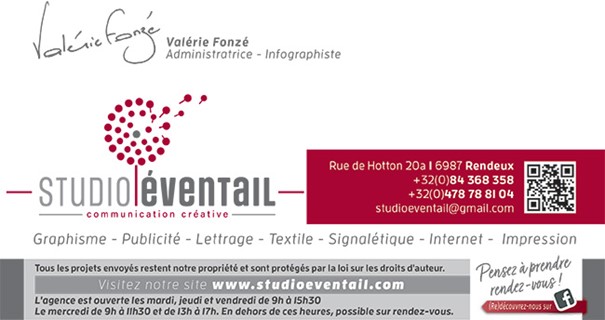 Valérie Fonzé
Valérie Fonzé
Administratrice - Infographiste
STUDIO éventail
communication créative
Rue de Hotton 20a I 6987 Rendeux
+32(0)84 368 358
+32(0)478 78 81 04
studioeventail@gmail.com
Graphisme - Publicité - Lettrage - Textile - Signalétique - Internet - Impression
Tous les projets envoyés restent notre propriété et sont protégés par la loi sur les droits d'auteur.
Visitez notre site www.studioeventail.com
L'agence est ouverte les mardi, jeudi et vendredi de 9h à 15h30
Le mercredi de 9h à 11h30 et de 13h à 17h. En dehors de ces heures, possible sur rendez-vous.
Pensez à prendre
rendez-vous !
(Re)découvrez-nous sur f